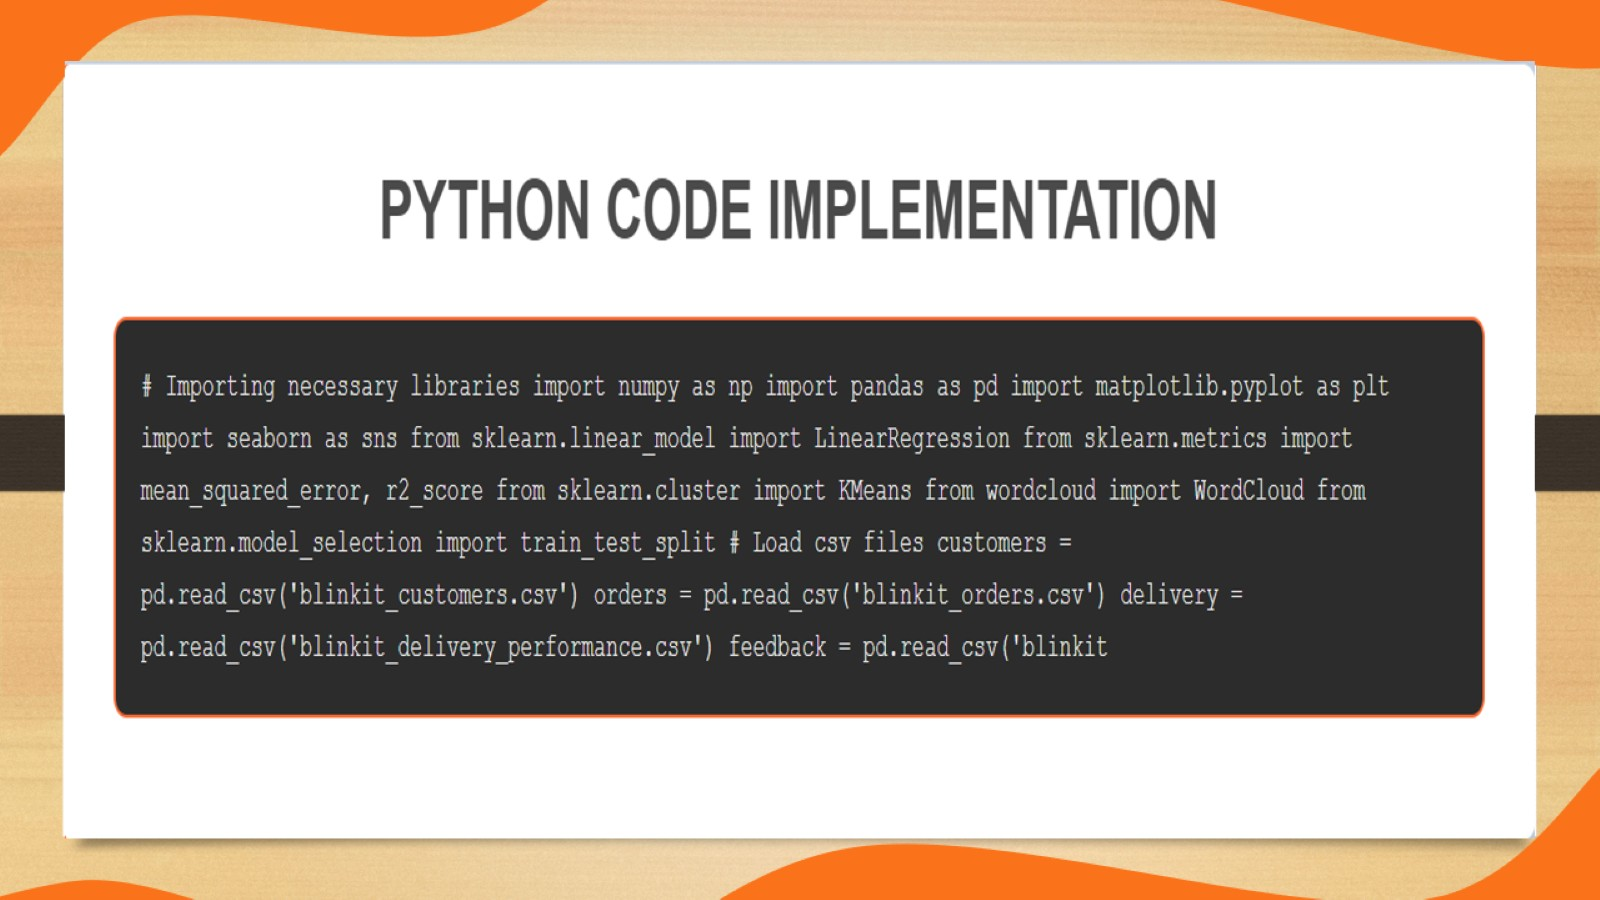 PYTHON CODE IMPLEMENTATION
# Importing necessary libraries import numpy as np import pandas as pd import matplotlib.pyplot as plt
import seaborn as sns from sklearn.linear_model import LinearRegression from sklearn.metrics import
mean_squared_error, r2_score from sklearn.cluster import KMeans from wordcloud import WordCloud from
sklearn.model_selection import train_test_split # Load csv files customers =
pd.read_csv('blinkit_customers.csv') orders = pd.read_csv('blinkit_orders.csv') delivery =
pd.read_csv('blinkit_delivery_performance.csv') feedback = pd.read_csv('blinkit